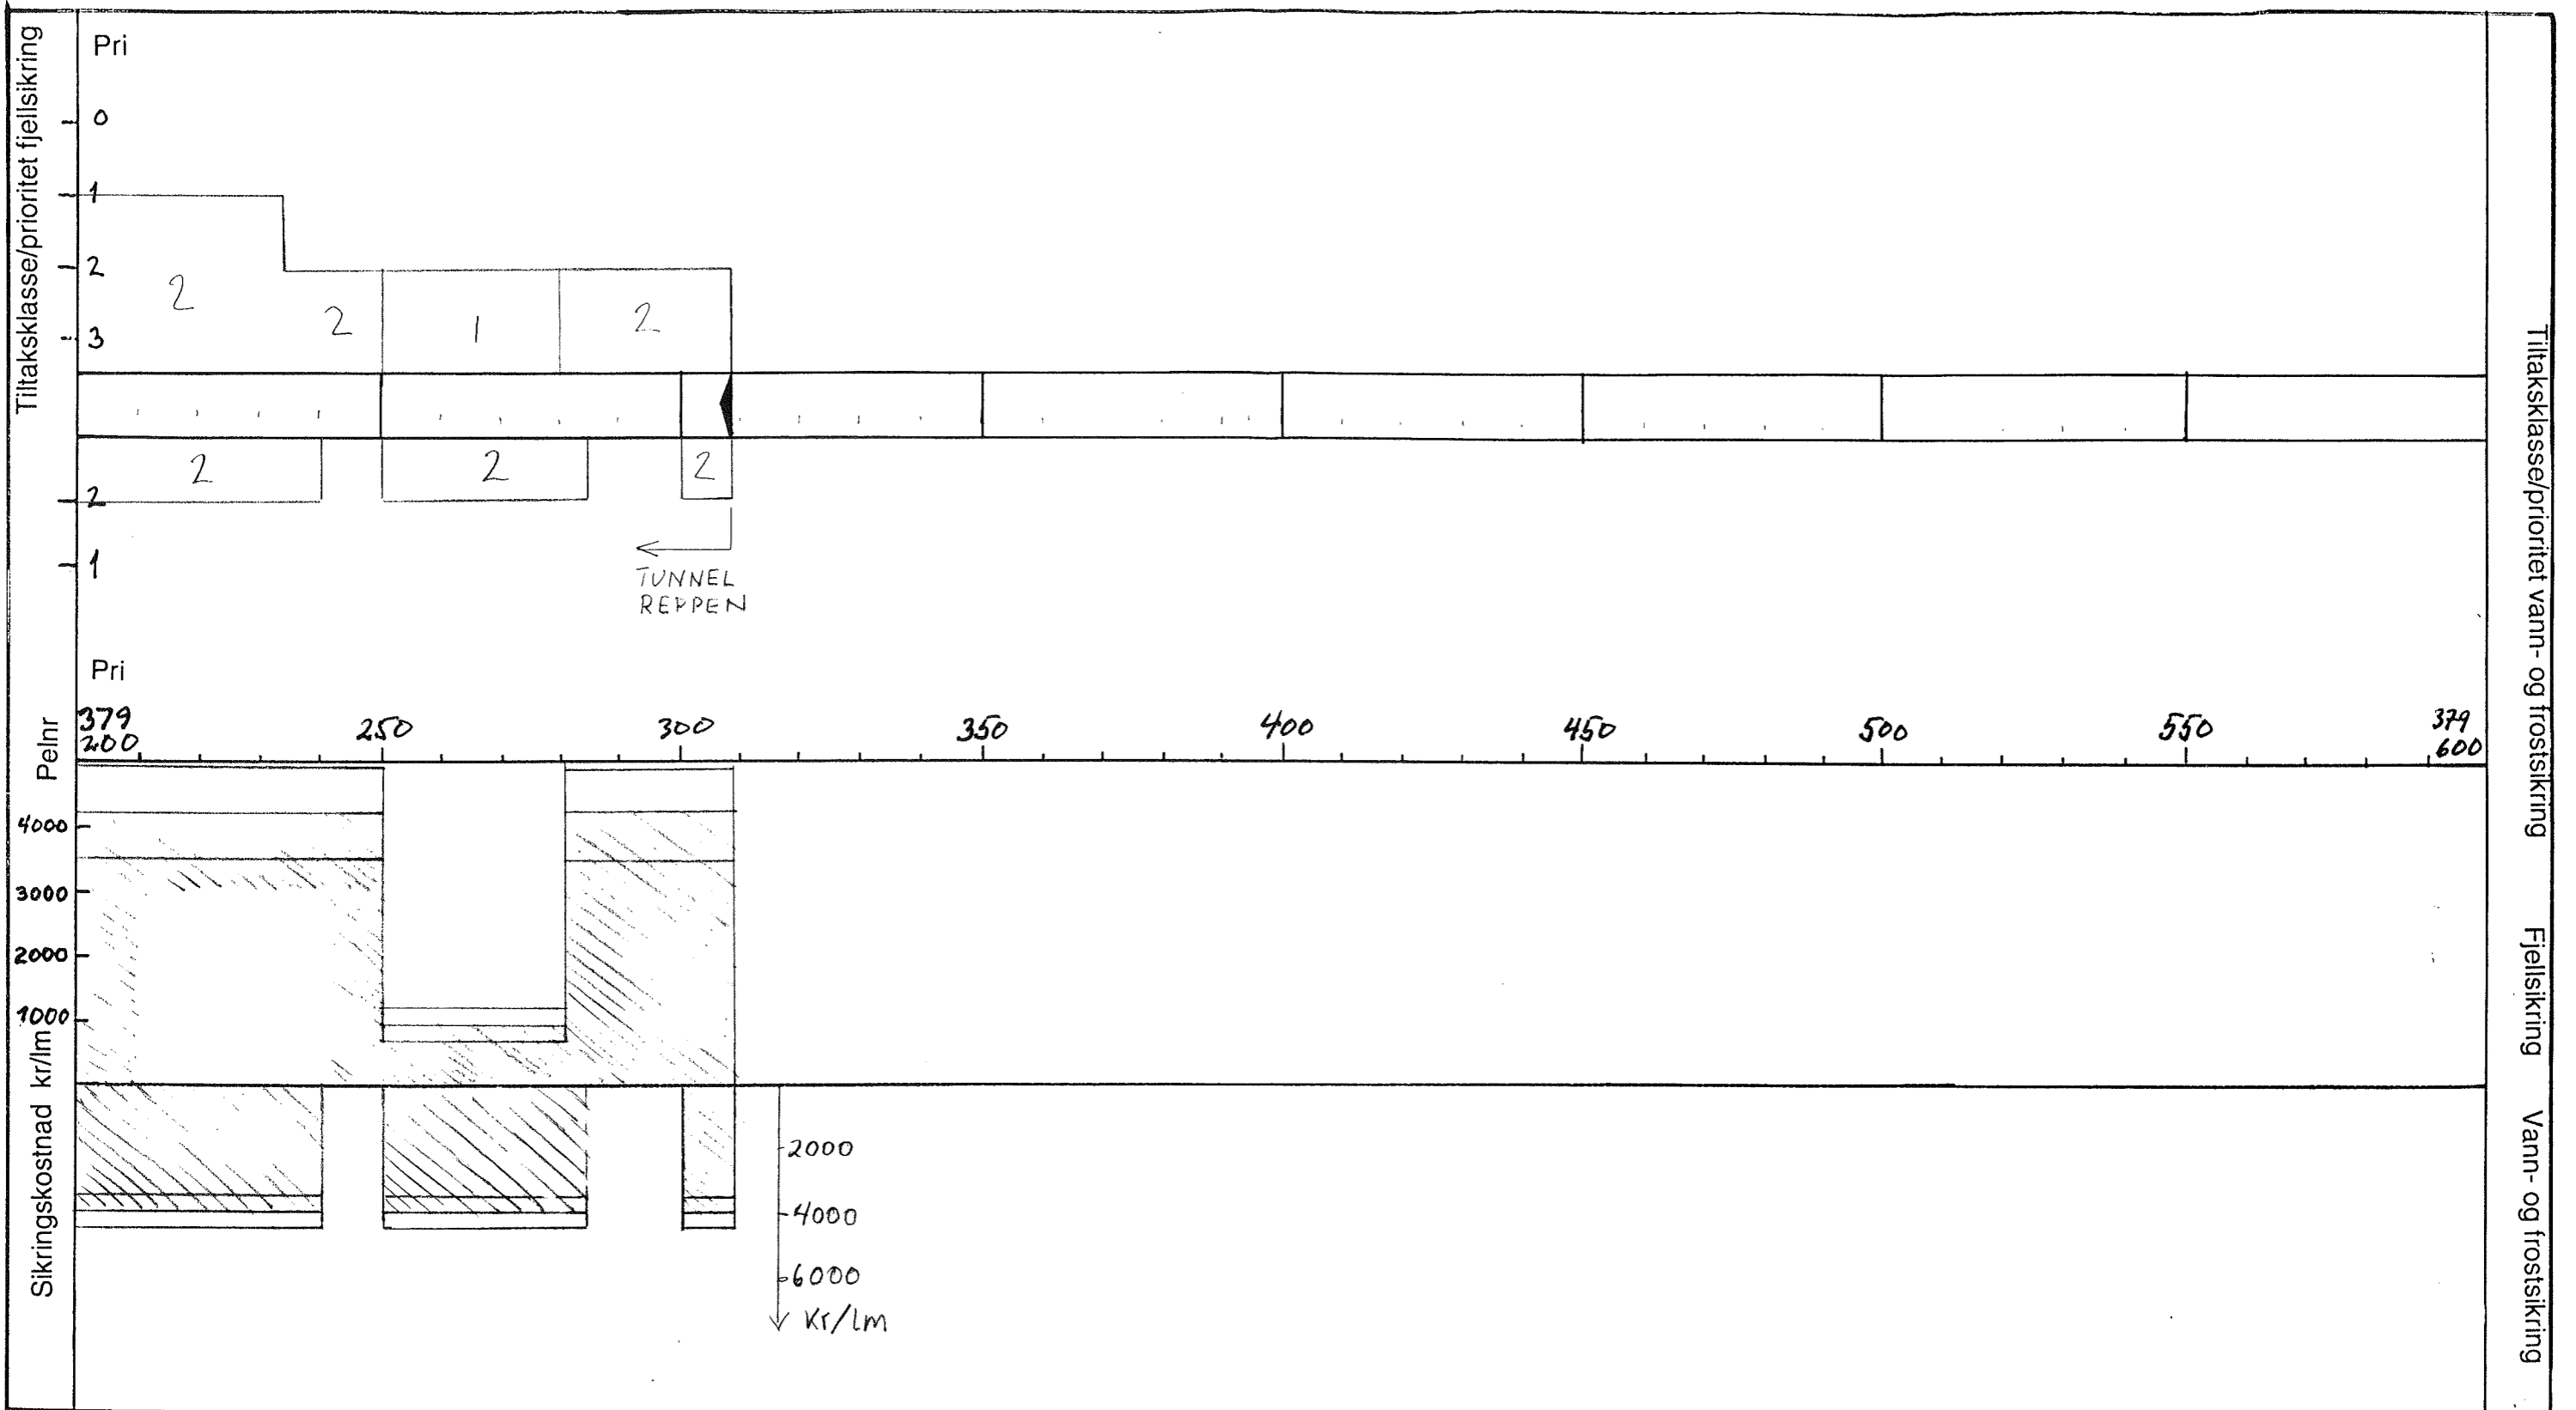 Tiltaksklasse/prioritet fjellsikring
Pri
0
1
2
3
2
2
1
2
2
2
2
2
1
TUNNEL
REPPEN
Pri
Pelnr
379
200
250
300
350
400
450
500
550
379
600
4000
3000
2000
1000
Sikringskostnad kr/lm
2000
4000
6000
Kr/lm
Tiltaksklasse/prioritet vann- og frostsikring
Fjellsikring
Vann- og frostsikring